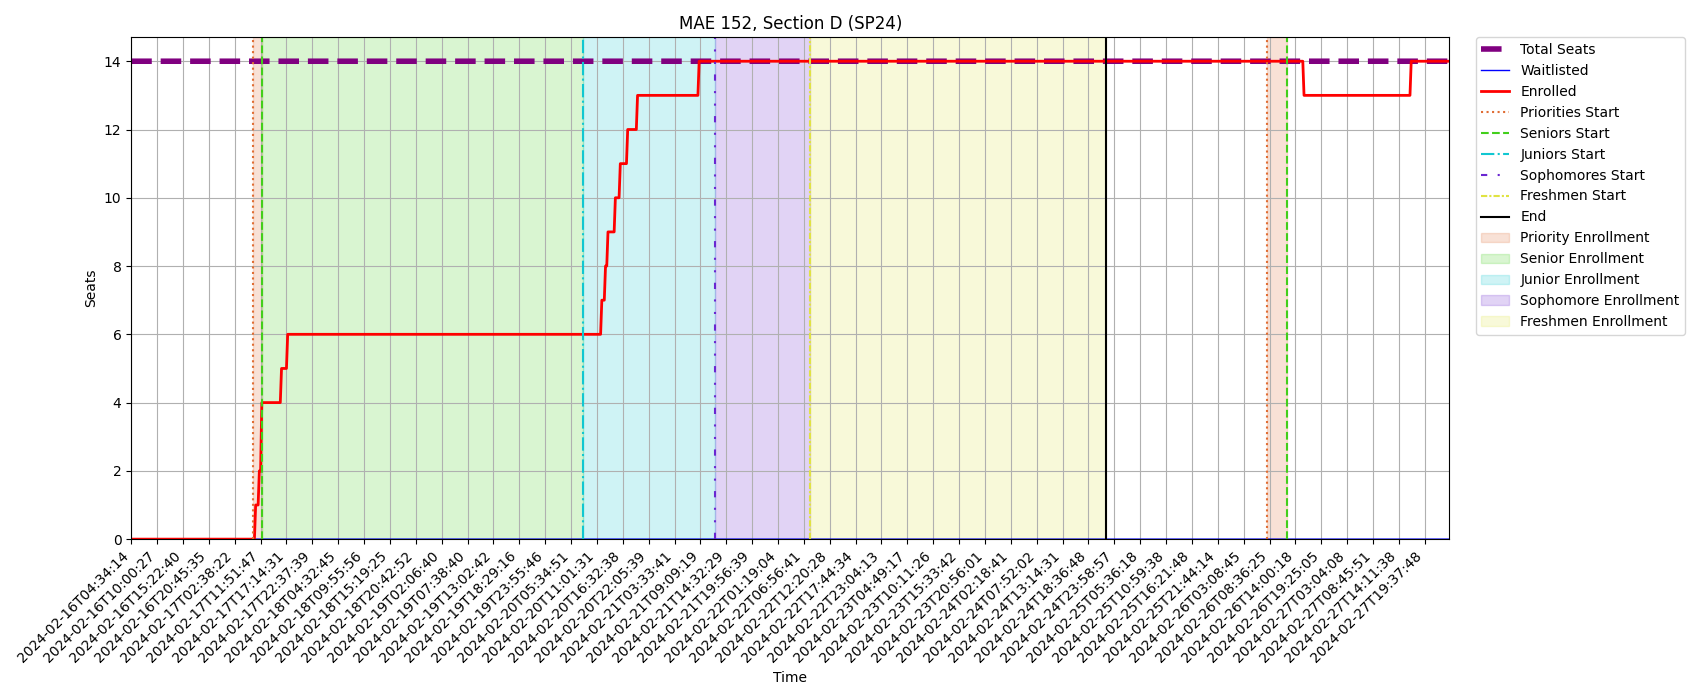 MAE 152, Section D (SP24)
Seats
14
12
10
8
6
4
2
0
2024-02-16T04:34:14
2024-02-16T10:00:27
2024-02-16T15:22:40
2024-02-16T20:45:35
2024-02-17T02:38:22
2024-02-17T11:51:47
2024-02-17T17:14:31
2024-02-17T22:37:39
2024-02-18T04:32:45
2024-02-18T09:55:56
2024-02-18T15:19:25
2024-02-18T20:42:52
2024-02-19T02:06:40
2024-02-19T07:38:40
2024-02-19T13:02:42
2024-02-19T18:29:16
2024-02-19T23:55:46
2024-02-20T05:34:51
2024-02-20T11:01:31
2024-02-20T16:32:38
2024-02-20T22:05:39
2024-02-21T03:33:41
2024-02-21T09:09:19
2024-02-21T14:32:29
2024-02-21T19:56:39
2024-02-22T01:19:04
2024-02-22T06:56:41
2024-02-22T12:20:28
2024-02-22T17:44:34
2024-02-22T23:04:13
2024-02-23T04:49:17
2024-02-23T10:11:26
2024-02-23T15:33:42
2024-02-23T20:56:01
2024-02-24T02:18:41
2024-02-24T07:52:02
2024-02-24T13:14:31
2024-02-24T18:36:48
2024-02-24T23:58:57
2024-02-25T05:36:18
2024-02-25T10:59:38
2024-02-25T16:21:48
2024-02-25T21:44:14
2024-02-26T03:08:45
2024-02-26T08:36:25
2024-02-26T14:00:18
2024-02-26T19:25:05
2024-02-27T03:04:08
2024-02-27T08:45:51
2024-02-27T14:11:38
2024-02-27T19:37:48
Time
Total Seats
Waitlisted
Enrolled
Priorities Start
Seniors Start
Juniors Start
Sophomores Start
Freshmen Start
End
Priority Enrollment
Senior Enrollment
Junior Enrollment
Sophomore Enrollment
Freshmen Enrollment